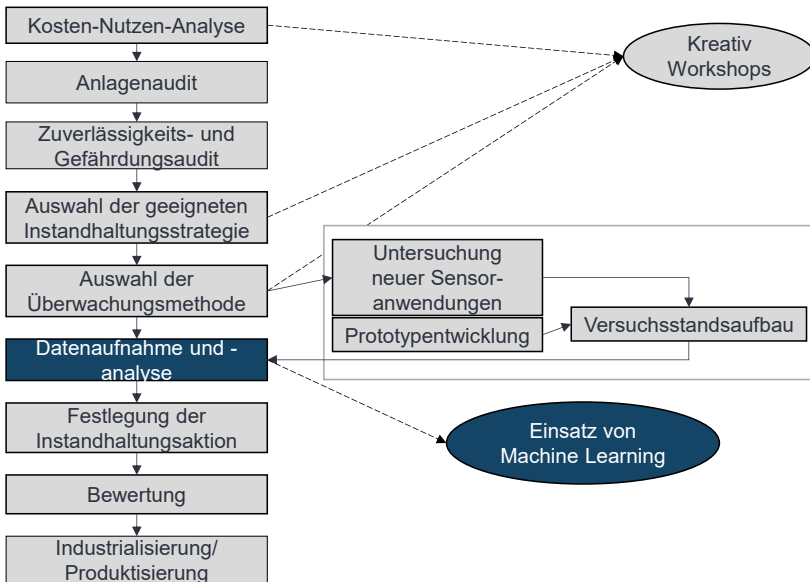 Kosten-Nutzen-Analyse
Kreativ
Workshops
Anlagenaudit
Zuverlässigkeits- und
Gefährdungsaudit
Auswahl der geeigneten
Instandhaltungsstrategie
Auswahl der
Überwachungsmethode
Untersuchung
neuer Sensor-
anwendungen
Prototypentwicklung
Versuchsstandsaufbau
Datenaufnahme und -
analyse
Festlegung der
Instandhaltungsaktion
Einsatz von
Machine Learning
Bewertung
Industrialisierung/
Produktisierung